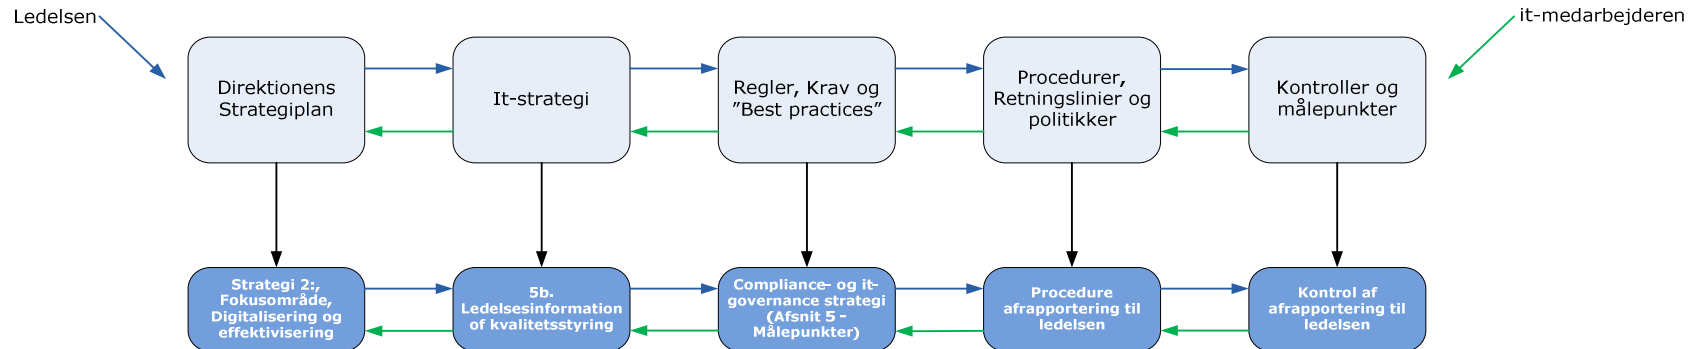 Ledelsen
it-medarbejderen
Direktionens
Strategiplan
It-strategi
Regler, Krav og
”Best practices”
Procedurer,
Retningslinier og
politikker
Kontroller og
målepunkter
Strategi 2:,
Fokusområde,
Digitalisering og
effektivisering
5b.
Ledelsesinformation
of kvalitetsstyring
Compliance- og it-
governance strategi
(Afsnit 5 -
Målepunkter)
Procedure
afrapportering til
ledelsen
Kontrol af
afrapportering til
ledelsen